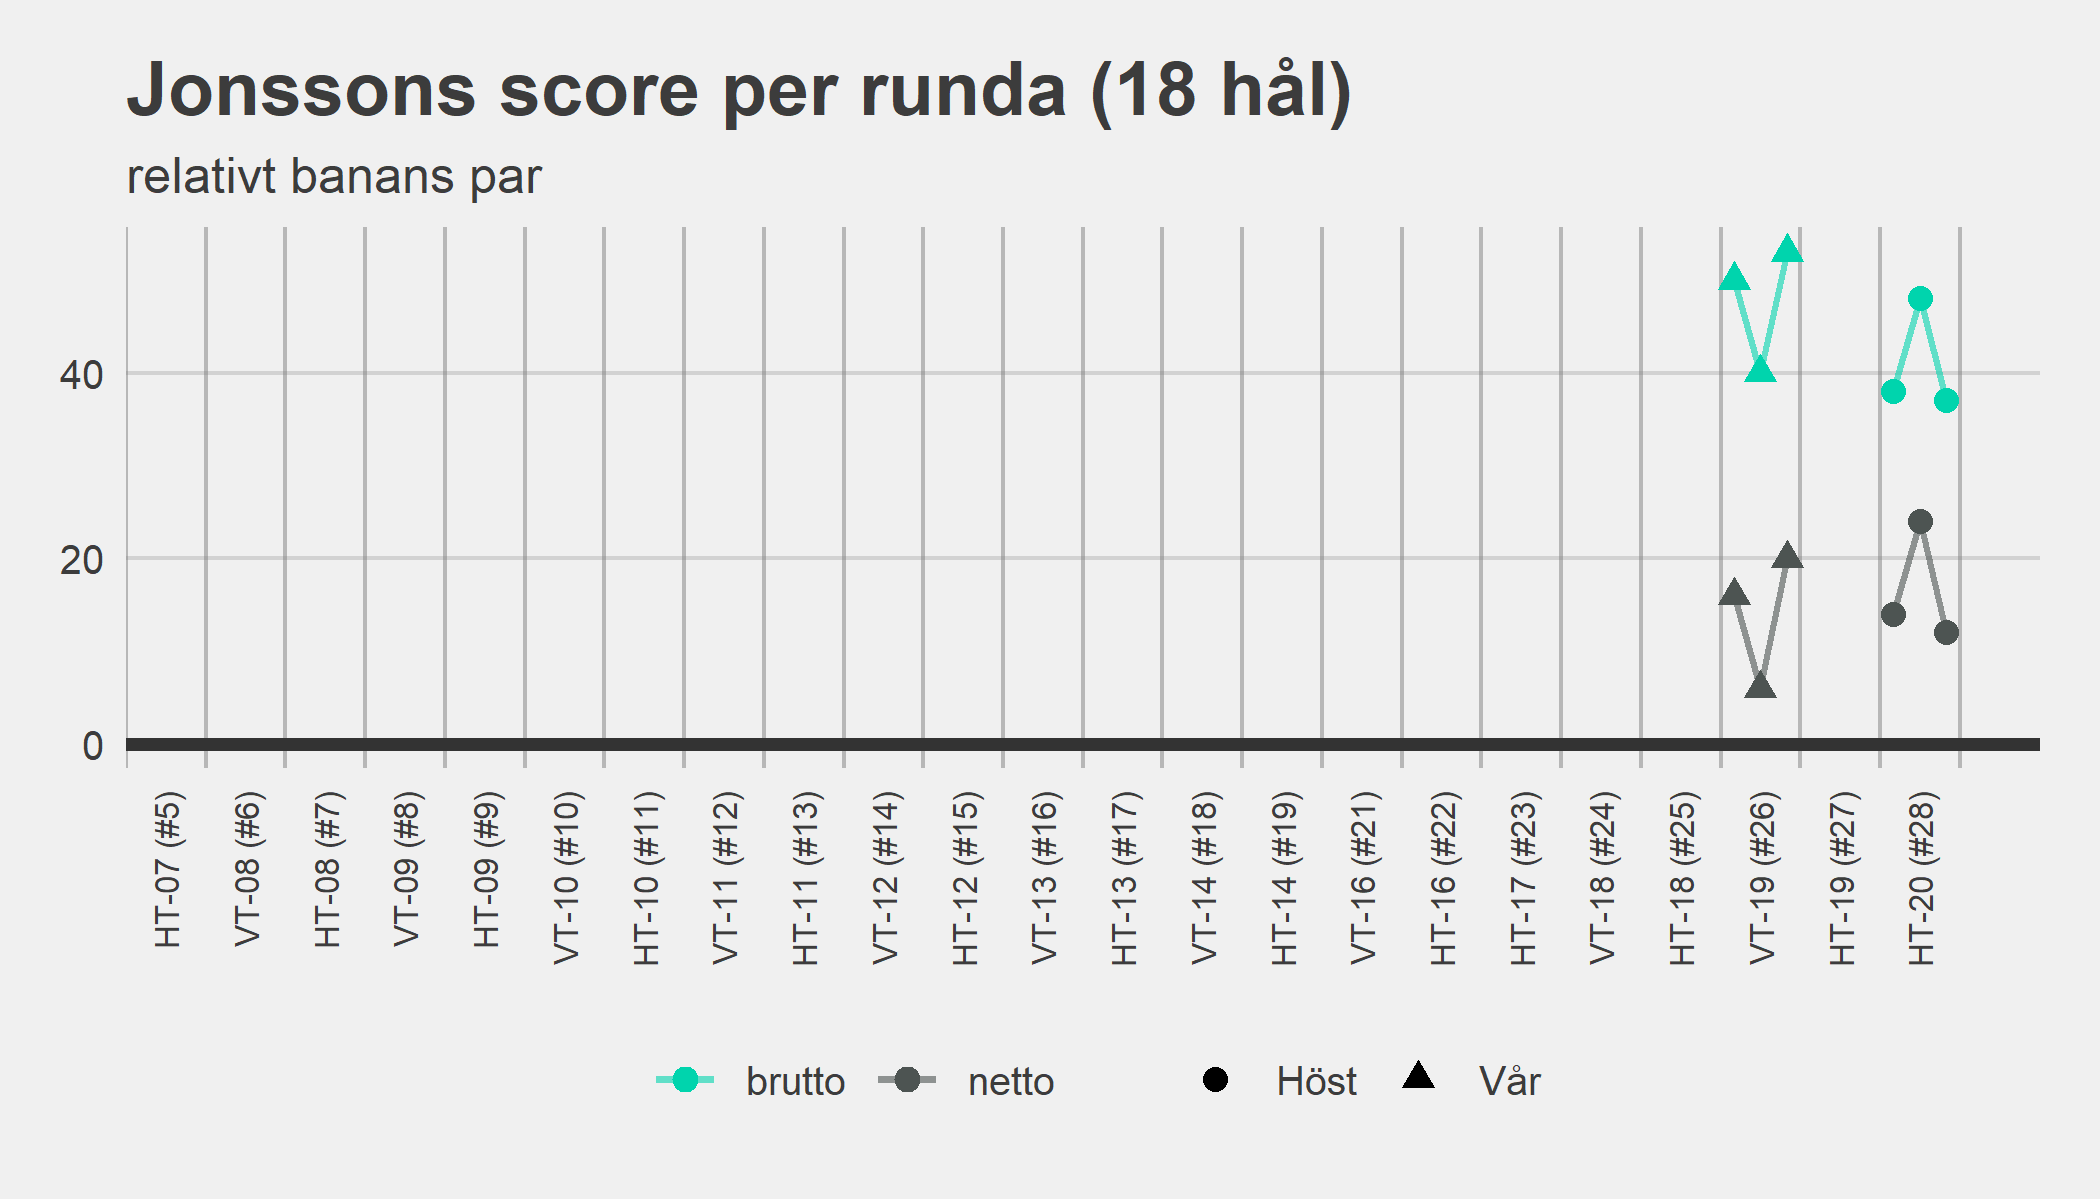 Jonssons score per runda (18 hål)
relativt banans par
40
20
0
HT-07 (#5)
VT-08 (#6)
HT-08 (#7)
VT-09 (#8)
HT-09 (#9)
VT-10 (#10)
HT-10 (#11)
VT-11 (#12)
HT-11 (#13)
VT-12 (#14)
HT-12 (#15)
VT-13 (#16)
HT-13 (#17)
VT-14 (#18)
HT-14 (#19)
VT-16 (#21)
HT-16 (#22)
HT-17 (#23)
VT-18 (#24)
HT-18 (#25)
VT-19 (#26)
HT-19 (#27)
HT-20 (#28)
brutto netto Höst Vår